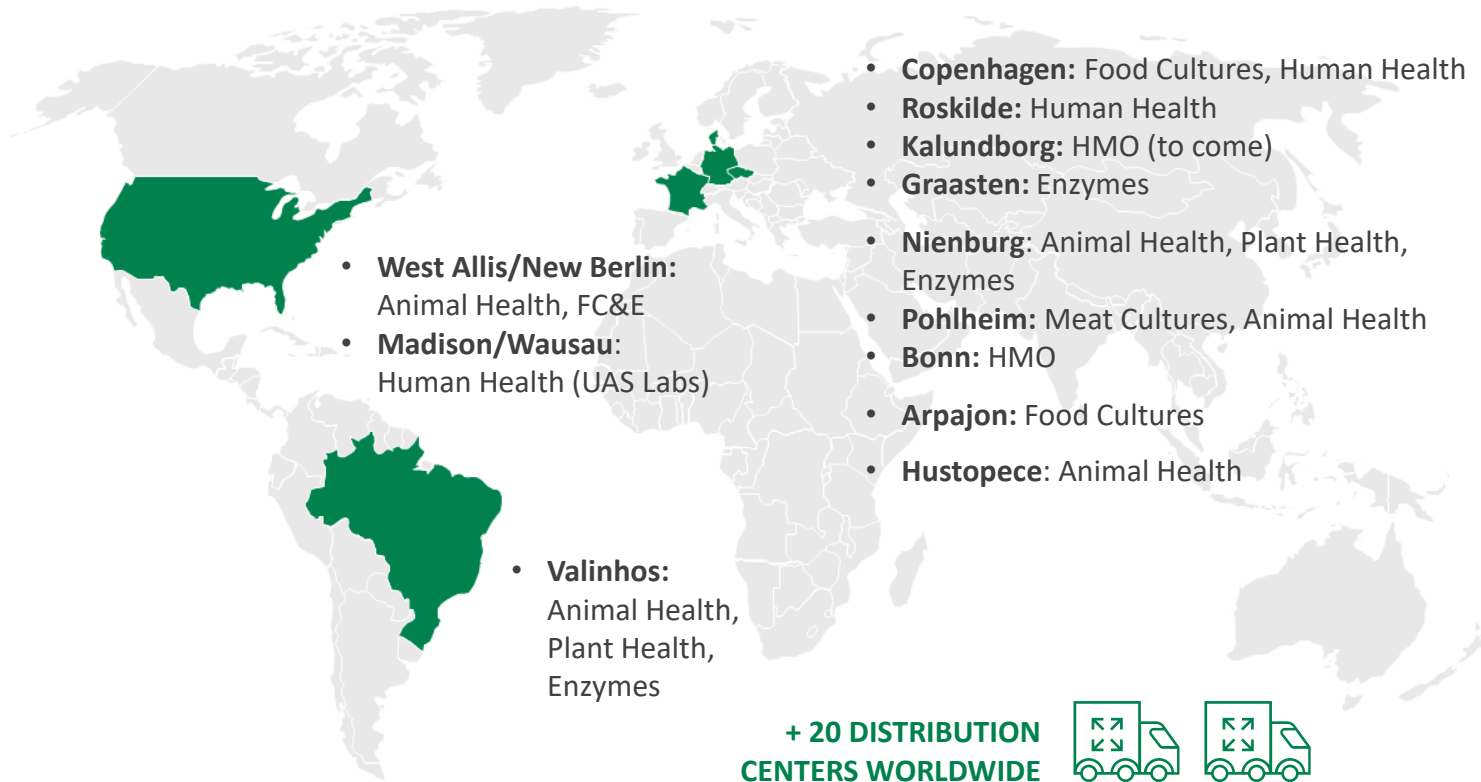 • Copenhagen: Food Cultures, Human Health
• Roskilde: Human Health
• Kalundborg: HMO (to come)
• Graasten: Enzymes
• Nienburg: Animal Health, Plant Health,
Enzymes
• Pohlheim: Meat Cultures, Animal Health
• Bonn: HMO
• Arpajon: Food Cultures
• Hustopece: Animal Health
• West Allis/New Berlin:
Animal Health, FC&E
• Madison/Wausau:
Human Health (UAS Labs)
• Valinhos:
Animal Health,
Plant Health,
Enzymes
+ 20 DISTRIBUTION
CENTERS WORLDWIDE